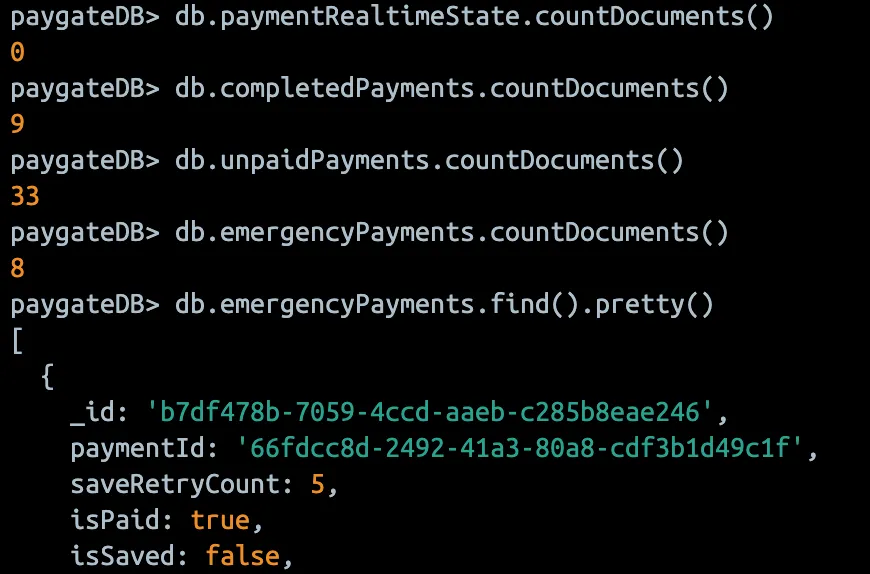 paygateDB> db.paymentRealtimeState.countDocuments()
0
paygateDB> db.completedPayments.countDocuments()
9
paygateDB> db.unpaidPayments.countDocuments()
33
paygateDB> db.emergencyPayments.countDocuments()
8
paygateDB> db.emergencyPayments.find().pretty()
[
  {
    _id: 'b7df478b-7059-4ccd-aaeb-c285b8eae246',
    paymentId: '66fdcc8d-2492-41a3-80a8-cdf3b1d49c1f',
    saveRetryCount: 5,
    isPaid: true,
    isSaved: false,